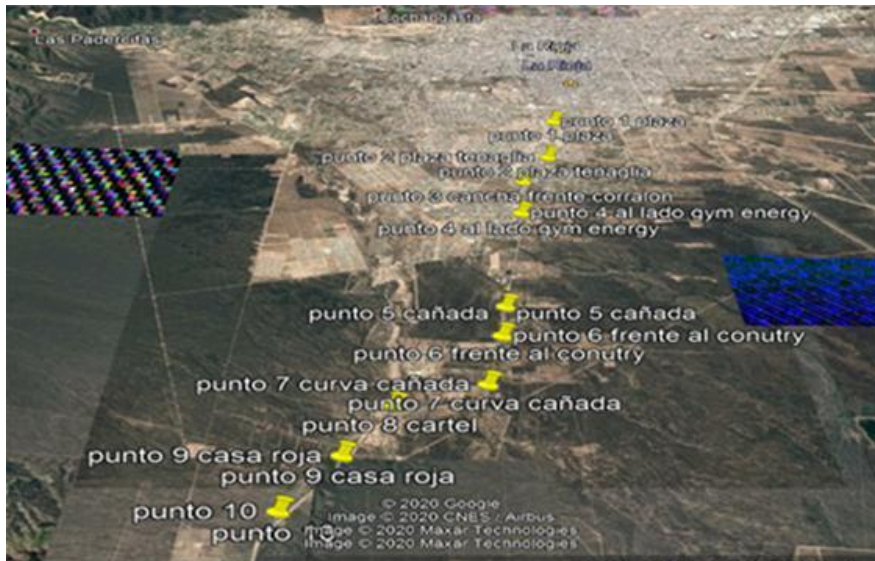 Cochangasta
Las Padercitas
La Rioja
La Rioja
punto 1 plaza
punto 1 plaza
punto 2 plaza tenaglia
punto 2 plaza tenaglia
punto 3 cancha frente corralon
punto 4 al lado gym energy
punto 4 al lado gym energy
punto 5 cañada punto 5 cañada
punto 6 frente al conutry
punto 6 frente al conutry
punto 7 curva cañada
punto 7 curva cañada
punto 8 cartel
punto 9 casa roja
punto 9 casa roja
© 2020 Google
punto 10
Image © 2020 CNES / Airbus
Image © 2020 Maxar Technologies
punto 10
Image © 2020 Maxar Technologies